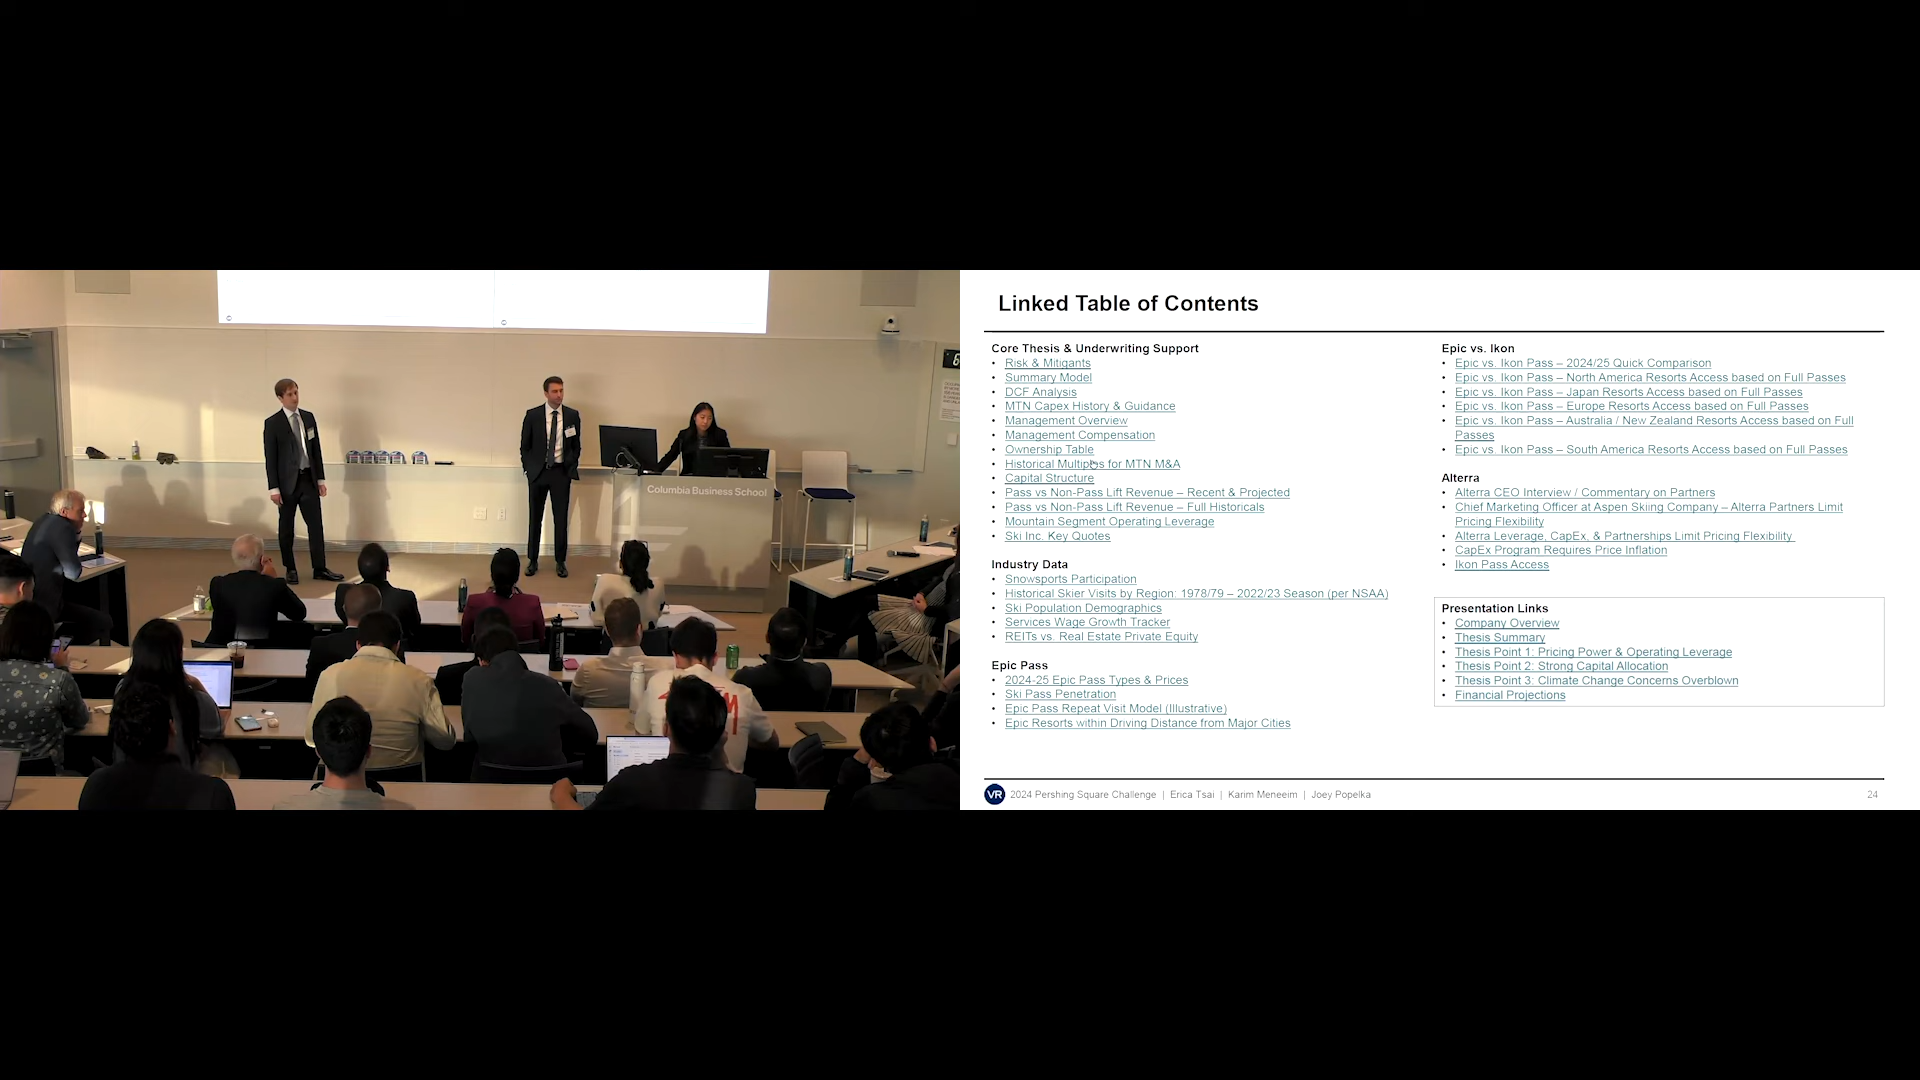 Columbia Business School
Linked Table of Contents
Core Thesis & Underwriting Support
• Risk & Mitigants
• Summary Model
• DCF Analysis
• MTN Capex History & Guidance
• Management Overview
• Management Compensation
• Ownership Table
• Historical Multiples for MTN M&A
• Capital Structure
• Pass vs Non-Pass Lift Revenue – Recent & Projected
• Pass vs Non-Pass Lift Revenue – Full Historicals
• Mountain Segment Operating Leverage
• Ski Inc. Key Quotes
Industry Data
• Snowsports Participation
• Historical Skier Visits by Region: 1978/79 – 2022/23 Season (per NSAA)
• Ski Population Demographics
• Services Wage Growth Tracker
• REITs vs. Real Estate Private Equity
Epic Pass
• 2024-25 Epic Pass Types & Prices
• Ski Pass Penetration
• Epic Pass Repeat Visit Model (Illustrative)
• Epic Resorts within Driving Distance from Major Cities
Epic vs. Ikon
• Epic vs. Ikon Pass – 2024/25 Quick Comparison
• Epic vs. Ikon Pass – North America Resorts Access based on Full Passes
• Epic vs. Ikon Pass – Japan Resorts Access based on Full Passes
• Epic vs. Ikon Pass – Europe Resorts Access based on Full Passes
• Epic vs. Ikon Pass – Australia / New Zealand Resorts Access based on Full
Passes
• Epic vs. Ikon Pass – South America Resorts Access based on Full Passes
Alterra
• Alterra CEO Interview / Commentary on Partners
• Chief Marketing Officer at Aspen Skiing Company – Alterra Partners Limit
Pricing Flexibility
• Alterra Leverage, CapEx, & Partnerships Limit Pricing Flexibility
• CapEx Program Requires Price Inflation
• Ikon Pass Access
Presentation Links
• Company Overview
• Thesis Summary
• Thesis Point 1: Pricing Power & Operating Leverage
• Thesis Point 2: Strong Capital Allocation
• Thesis Point 3: Climate Change Concerns Overblown
• Financial Projections
VR 2024 Pershing Square Challenge | Erica Tsai | Karim Meneeim | Joey Popelka
24